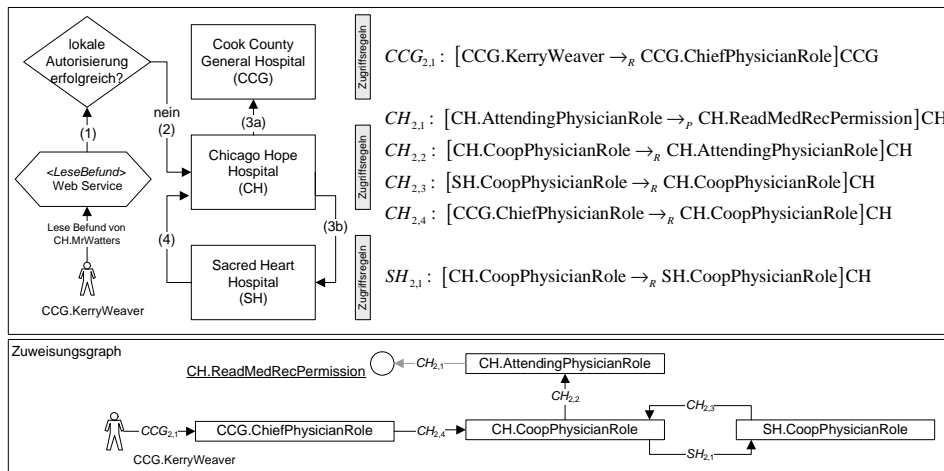 lokale
Autorisierung
erfolgreich?
Cook County
General Hospital
(CCG)
Zugriffsregeln
CCG2,1 : [CCG.KerryWeaver →R CCG.ChiefPhysicianRole]CCG
(1)
nein
(2)
(3a)
<LeseBefund>
Web Service
Chicago Hope
Hospital
(CH)
Zugriffsregeln
CH2,1 : [CH.AttendingPhysicianRole →P CH.ReadMedRecPermission]CH
CH2,2 : [CH.CoopPhysicianRole →R CH.AttendingPhysicianRole]CH
CH2,3 : [SH.CoopPhysicianRole →R CH.CoopPhysicianRole]CH
CH2,4 : [CCG.ChiefPhysicianRole →R CH.CoopPhysicianRole]CH
Lese Befund von
CH.MrWatters
(4)
(3b)
CCG.KerryWeaver
Sacred Heart
Hospital
(SH)
Zugriffsregeln
SH2,1 : [CH.CoopPhysicianRole →R SH.CoopPhysicianRole]CH
Zuweisungsgraph
CH.ReadMedRecPermission
CH2,1
CH.AttendingPhysicianRole
CH2,2
CH2,3
CCG2,1
CCG.ChiefPhysicianRole
CH2,4
CH.CoopPhysicianRole
SH.CoopPhysicianRole
SH2,1
CCG.KerryWeaver